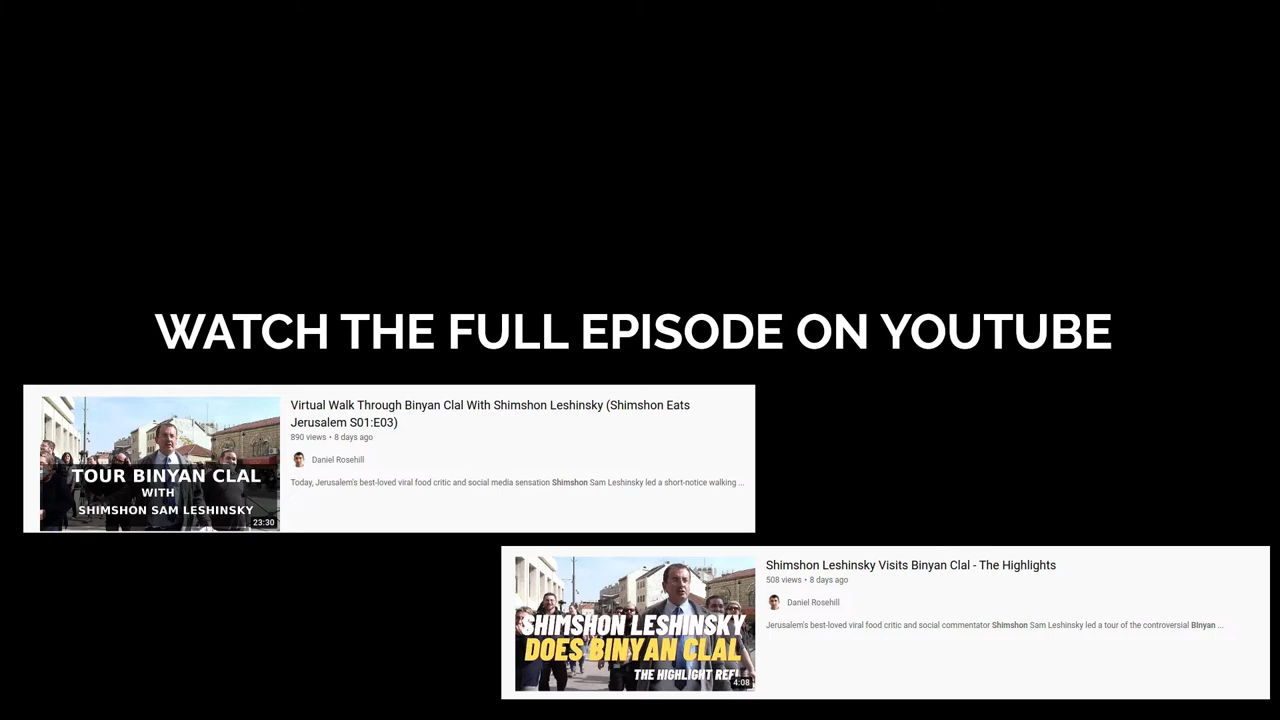 WATCH THE FULL EPISODE ON YOUTUBE
Virtual Walk Through Binyan Clal With Shimshon Leshinsky (Shimshon Eats
Jerusalem S01:E03)
890 views • 8 days ago
Daniel Rosehill
Today, Jerusalem's best-loved viral food critic and social media sensation Shimshon Sam Leshinsky led a short-notice walking ...
TOUR BINYAN CLAL
WITH
SHIMSHON SAM LESHINSKY
23:30
Shimshon Leshinsky Visits Binyan Clal - The Highlights
508 views • 8 days ago
Daniel Rosehill
Jerusalem's best-loved viral food critic and social commentator Shimshon Sam Leshinsky led a tour of the controversial BInyan ...
SHIMSHON LESHINSKY
DOES BINYAN CLAL
THE HIGHLIGHT
4:08